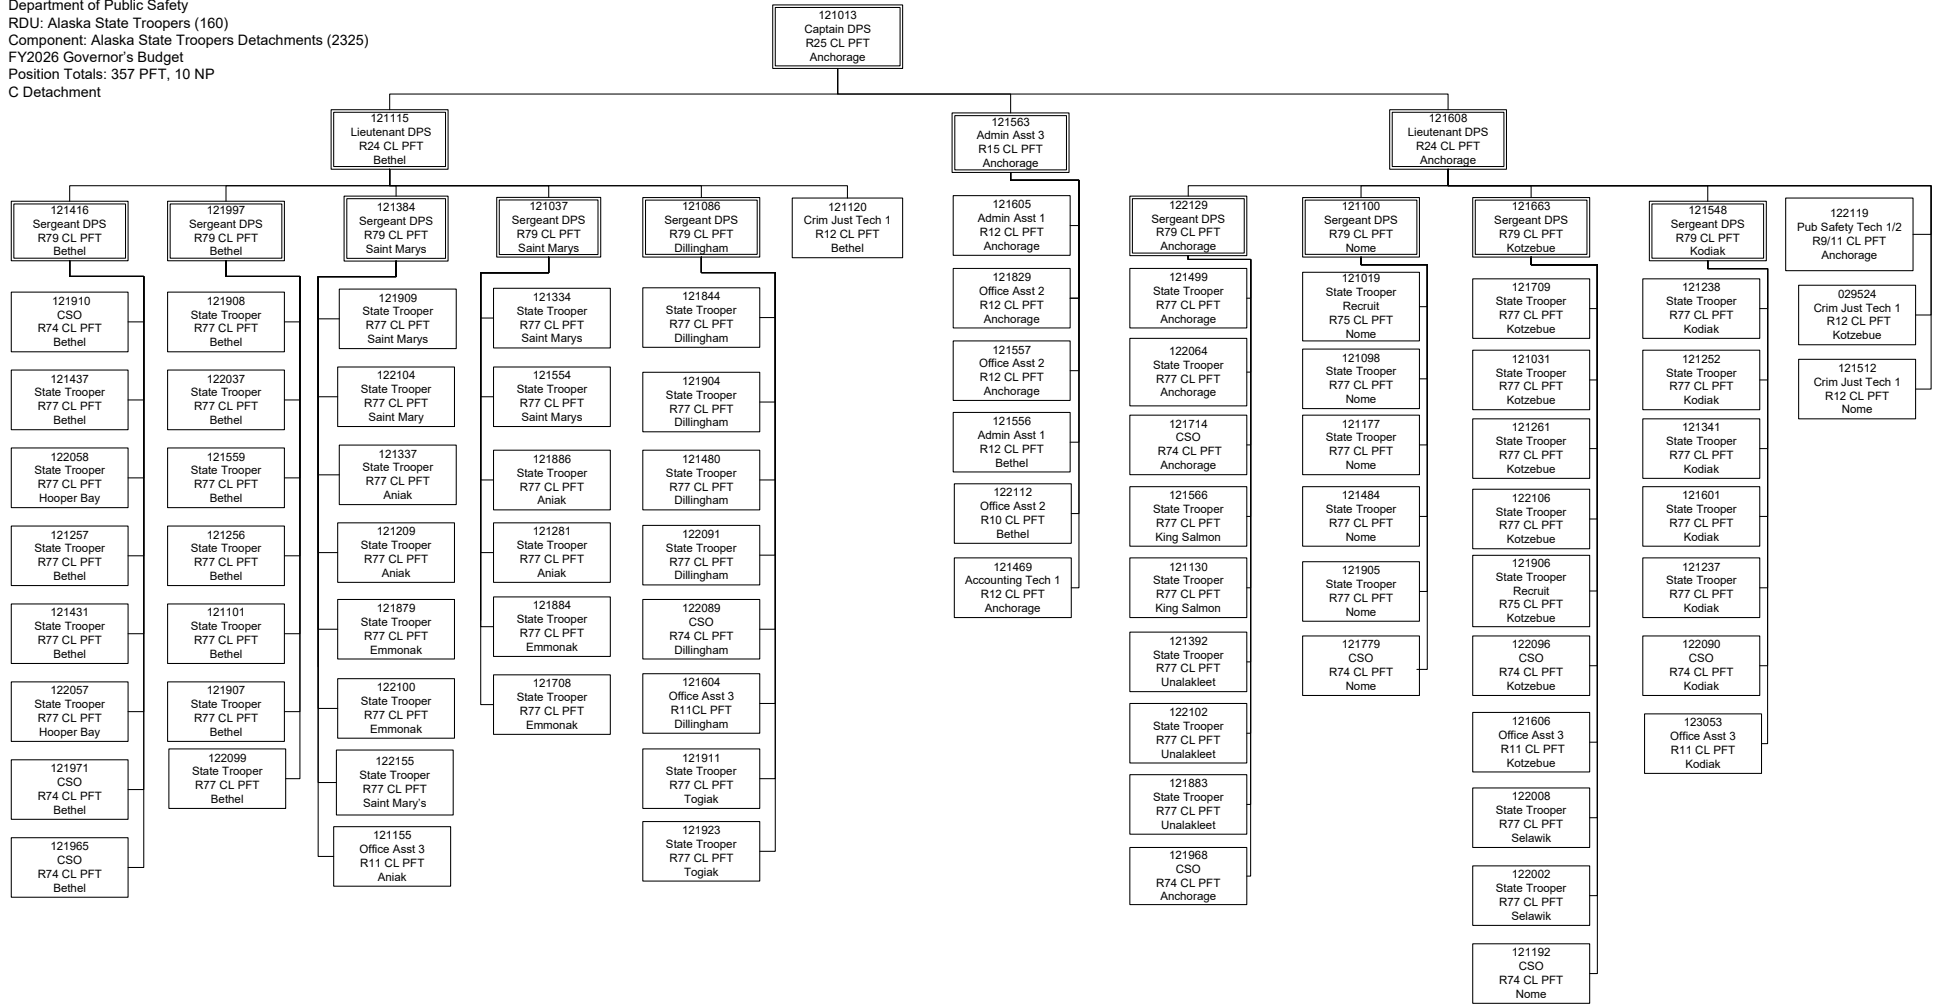 Department of Public Safety
RDU: Alaska State Troopers (160)
Component: Alaska State Troopers Detachments (2325)
FY2026 Governor's Budget
Position Totals: 357 PFT, 10 NP
C Detachment
121013
Captain DPS
R25 CL PFT
Anchorage
121115
Lieutenant DPS
R24 CL PFT
Bethel
121563
Admin Asst 3
R15 CL PFT
Anchorage
121608
Lieutenant DPS
R24 CL PFT
Anchorage
121416
Sergeant DPS
R79 CL PFT
Bethel
121910
CSO
R74 CL PFT
Bethel
121437
State Trooper
R77 CL PFT
Bethel
122058
State Trooper
R77 CL PFT
Hooper Bay
121257
State Trooper
R77 CL PFT
Bethel
121431
State Trooper
R77 CL PFT
Bethel
122057
State Trooper
R77 CL PFT
Hooper Bay
121971
CSO
R74 CL PFT
Bethel
121965
CSO
R74 CL PFT
Bethel
121997
Sergeant DPS
R79 CL PFT
Bethel
121908
State Trooper
R77 CL PFT
Bethel
122037
State Trooper
R77 CL PFT
Bethel
121559
State Trooper
R77 CL PFT
Bethel
121256
State Trooper
R77 CL PFT
Bethel
121101
State Trooper
R77 CL PFT
Bethel
121907
State Trooper
R77 CL PFT
Bethel
122099
State Trooper
R77 CL PFT
Bethel
121384
Sergeant DPS
R79 CL PFT
Saint Marys
121909
State Trooper
R77 CL PFT
Saint Marys
122104
State Trooper
R77 CL PFT
Saint Mary
121337
State Trooper
R77 CL PFT
Aniak
121209
State Trooper
R77 CL PFT
Aniak
121879
State Trooper
R77 CL PFT
Emmonak
122100
State Trooper
R77 CL PFT
Emmonak
122155
State Trooper
R77 CL PFT
Saint Mary's
121155
Office Asst 3
R11 CL PFT
Aniak
121037
Sergeant DPS
R79 CL PFT
Saint Marys
121334
State Trooper
R77 CL PFT
Saint Marys
121554
State Trooper
R77 CL PFT
Saint Marys
121886
State Trooper
R77 CL PFT
Aniak
121281
State Trooper
R77 CL PFT
Aniak
121884
State Trooper
R77 CL PFT
Emmonak
121708
State Trooper
R77 CL PFT
Emmonak
121086
Sergeant DPS
R79 CL PFT
Dillingham
121844
State Trooper
R77 CL PFT
Dillingham
121904
State Trooper
R77 CL PFT
Dillingham
121480
State Trooper
R77 CL PFT
Dillingham
122091
State Trooper
R77 CL PFT
Dillingham
122089
CSO
R74 CL PFT
Dillingham
121604
Office Asst 3
R11CL PFT
Dillingham
121911
State Trooper
R77 CL PFT
Togiak
121923
State Trooper
R77 CL PFT
Togiak
121120
Crim Just Tech 1
R12 CL PFT
Bethel
121605
Admin Asst 1
R12 CL PFT
Anchorage
121829
Office Asst 2
R12 CL PFT
Anchorage
121557
Office Asst 2
R12 CL PFT
Anchorage
121556
Admin Asst 1
R12 CL PFT
Bethel
122112
Office Asst 2
R10 CL PFT
Bethel
121469
Accounting Tech 1
R12 CL PFT
Anchorage
122129
Sergeant DPS
R79 CL PFT
Anchorage
121499
State Trooper
R77 CL PFT
Anchorage
122064
State Trooper
R77 CL PFT
Anchorage
121714
CSO
R74 CL PFT
Anchorage
121566
State Trooper
R77 CL PFT
King Salmon
121130
State Trooper
R77 CL PFT
King Salmon
121392
State Trooper
R77 CL PFT
Unalakleet
122102
State Trooper
R77 CL PFT
Unalakleet
121883
State Trooper
R77 CL PFT
Unalakleet
121968
CSO
R74 CL PFT
Anchorage
121100
Sergeant DPS
R79 CL PFT
Nome
121019
State Trooper
Recruit
R75 CL PFT
Nome
121098
State Trooper
R77 CL PFT
Nome
121177
State Trooper
R77 CL PFT
Nome
121484
State Trooper
R77 CL PFT
Nome
121905
State Trooper
R77 CL PFT
Nome
121779
CSO
R74 CL PFT
Nome
121663
Sergeant DPS
R79 CL PFT
Kotzebue
121709
State Trooper
R77 CL PFT
Kotzebue
121031
State Trooper
R77 CL PFT
Kotzebue
121261
State Trooper
R77 CL PFT
Kotzebue
122106
State Trooper
R77 CL PFT
Kotzebue
121906
State Trooper
Recruit
R75 CL PFT
Kotzebue
122096
CSO
R74 CL PFT
Kotzebue
121606
Office Asst 3
R11 CL PFT
Kotzebue
122008
State Trooper
R77 CL PFT
Selawik
122002
State Trooper
R77 CL PFT
Selawik
121192
CSO
R74 CL PFT
Nome
121548
Sergeant DPS
R79 CL PFT
Kodiak
121238
State Trooper
R77 CL PFT
Kodiak
121252
State Trooper
R77 CL PFT
Kodiak
121341
State Trooper
R77 CL PFT
Kodiak
121601
State Trooper
R77 CL PFT
Kodiak
121237
State Trooper
R77 CL PFT
Kodiak
122090
CSO
R74 CL PFT
Kodiak
123053
Office Asst 3
R11 CL PFT
Kodiak
122119
Pub Safety Tech 1/2
R9/11 CL PFT
Anchorage
029524
Crim Just Tech 1
R12 CL PFT
Kotzebue
121512
Crim Just Tech 1
R12 CL PFT
Nome